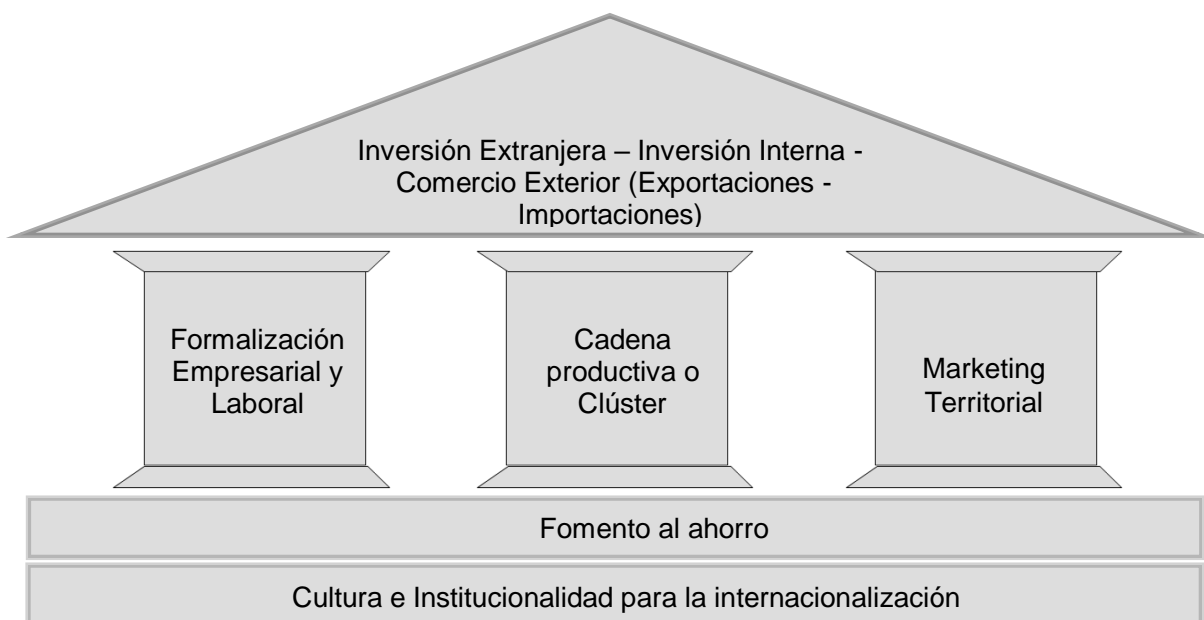 Inversión Extranjera – Inversión Interna -
Comercio Exterior (Exportaciones -
Importaciones)
Formalización
Empresarial y
Laboral
Cadena
productiva o
Clúster
Marketing
Territorial
Fomento al ahorro
Cultura e Institucionalidad para la internacionalización